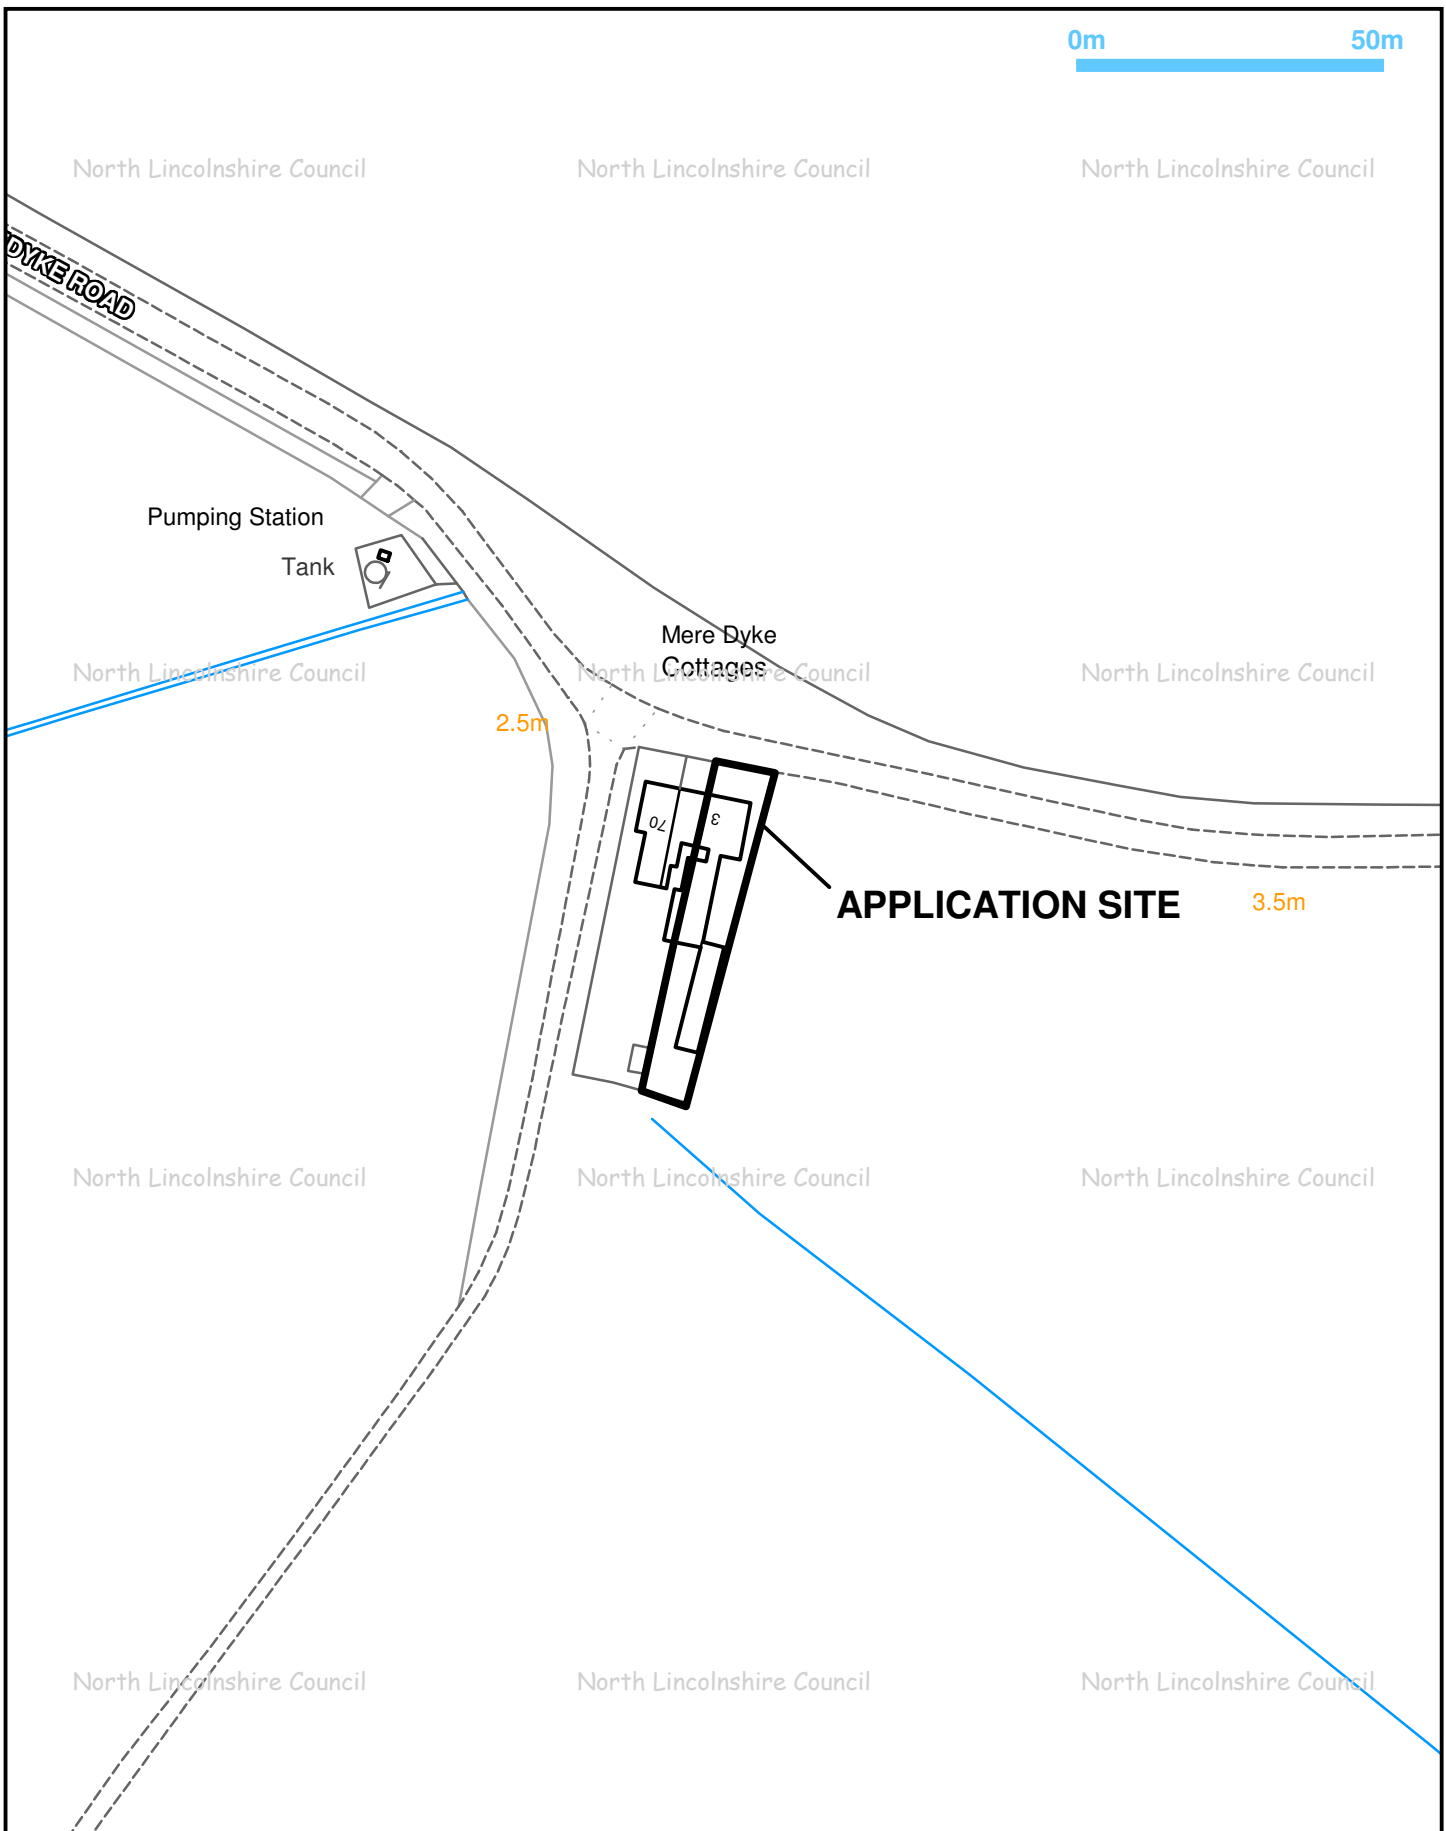 0m 50m
North Lincolnshire Council North Lincolnshire Council North Lincolnshire Council
DYKE ROAD
Pumping Station
Tank
Mere Dyke
Cottages
North Lincolnshire Council North Lincolnshire Council North Lincolnshire Council
2.5m
70
3
APPLICATION SITE
3.5m
North Lincolnshire Council North Lincolnshire Council North Lincolnshire Council
North Lincolnshire Council North Lincolnshire Council North Lincolnshire Council